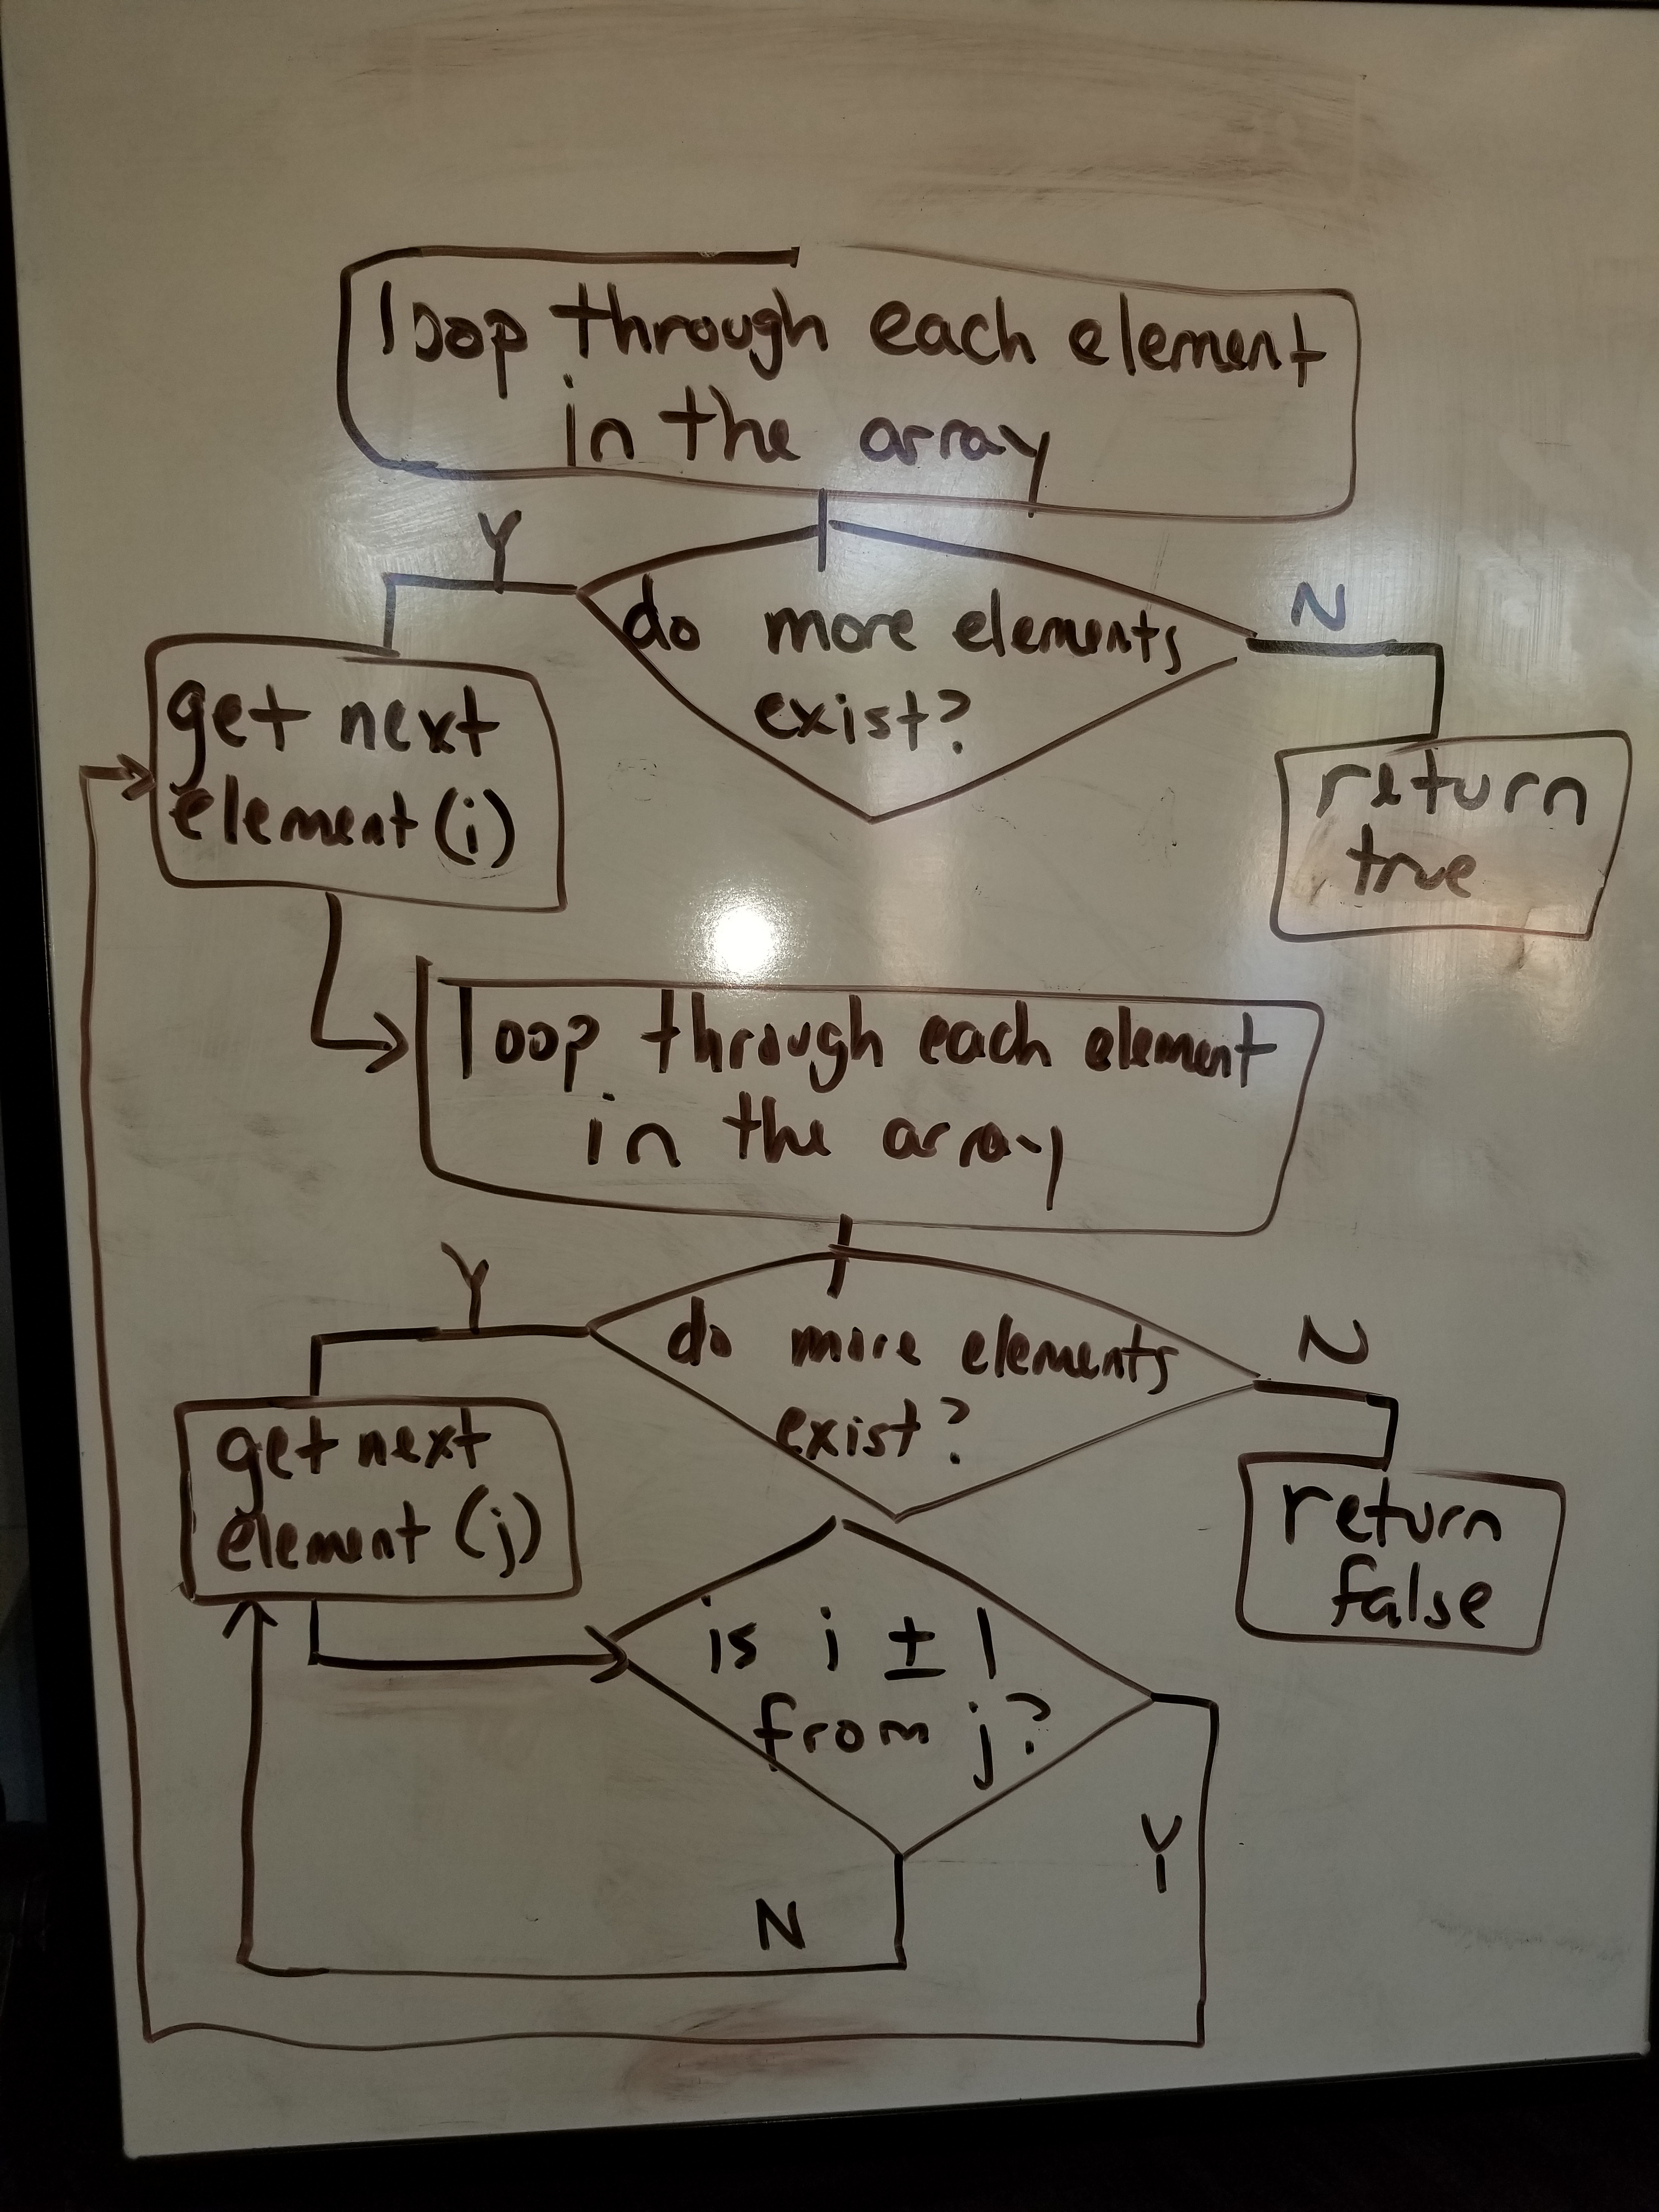 loop through each element
in the array
Y
N
do more elements
exist?
get next
element (i)
return
true
loop through each element
in the array
Y
N
do more elements
exist?
get next
element (j)
return
false
is i ± 1
from j?
Y
N